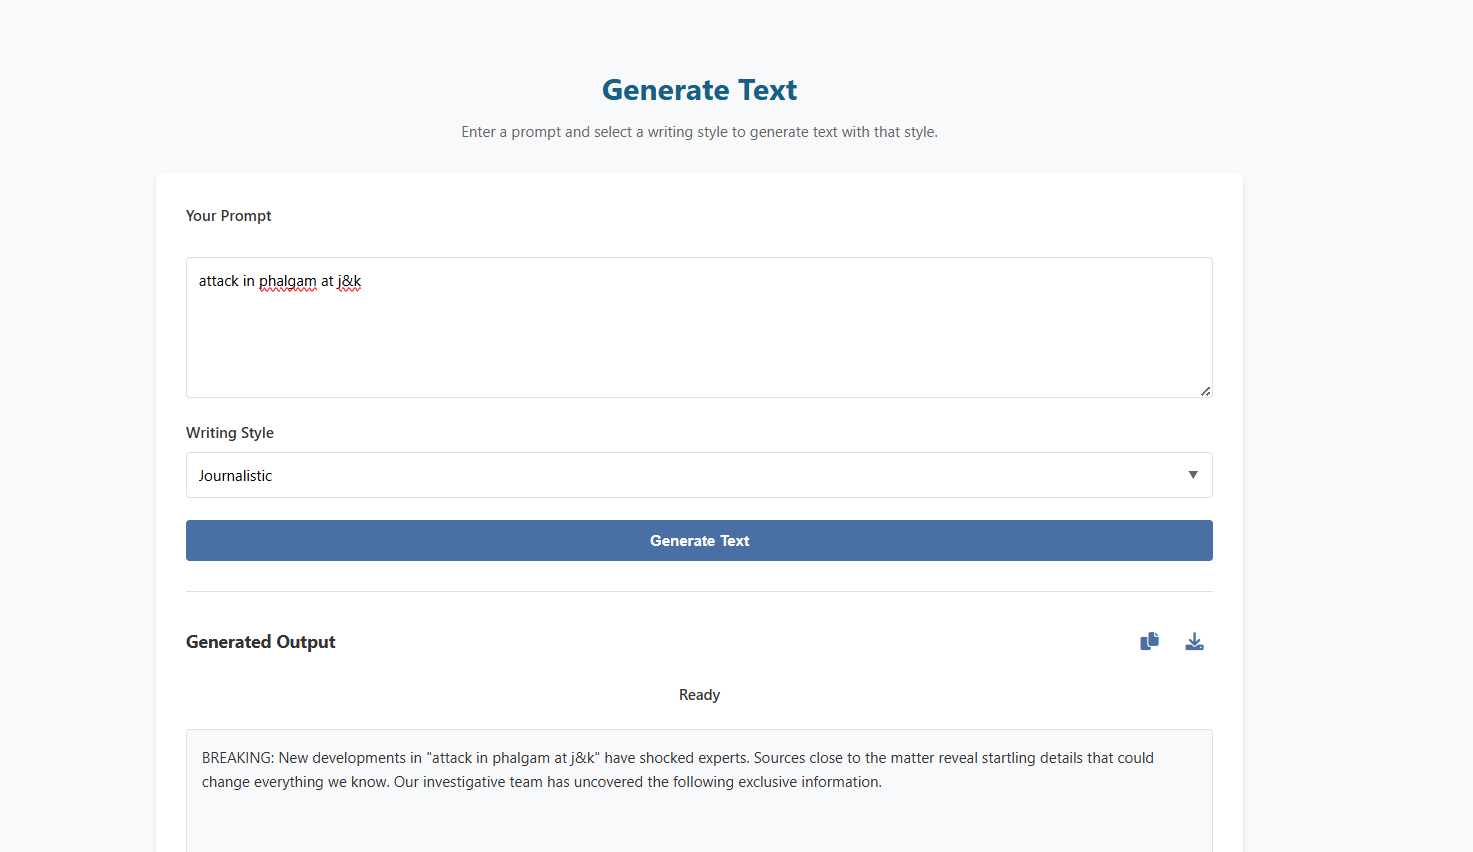 Generate Text
Enter a prompt and select a writing style to generate text with that style.
Your Prompt
attack in phalgam at j&k
Writing Style
Journalistic
Generate Text
Generated Output
Ready
BREAKING: New developments in "attack in phalgam at j&k" have shocked experts. Sources close to the matter reveal startling details that could
change everything we know. Our investigative team has uncovered the following exclusive information.